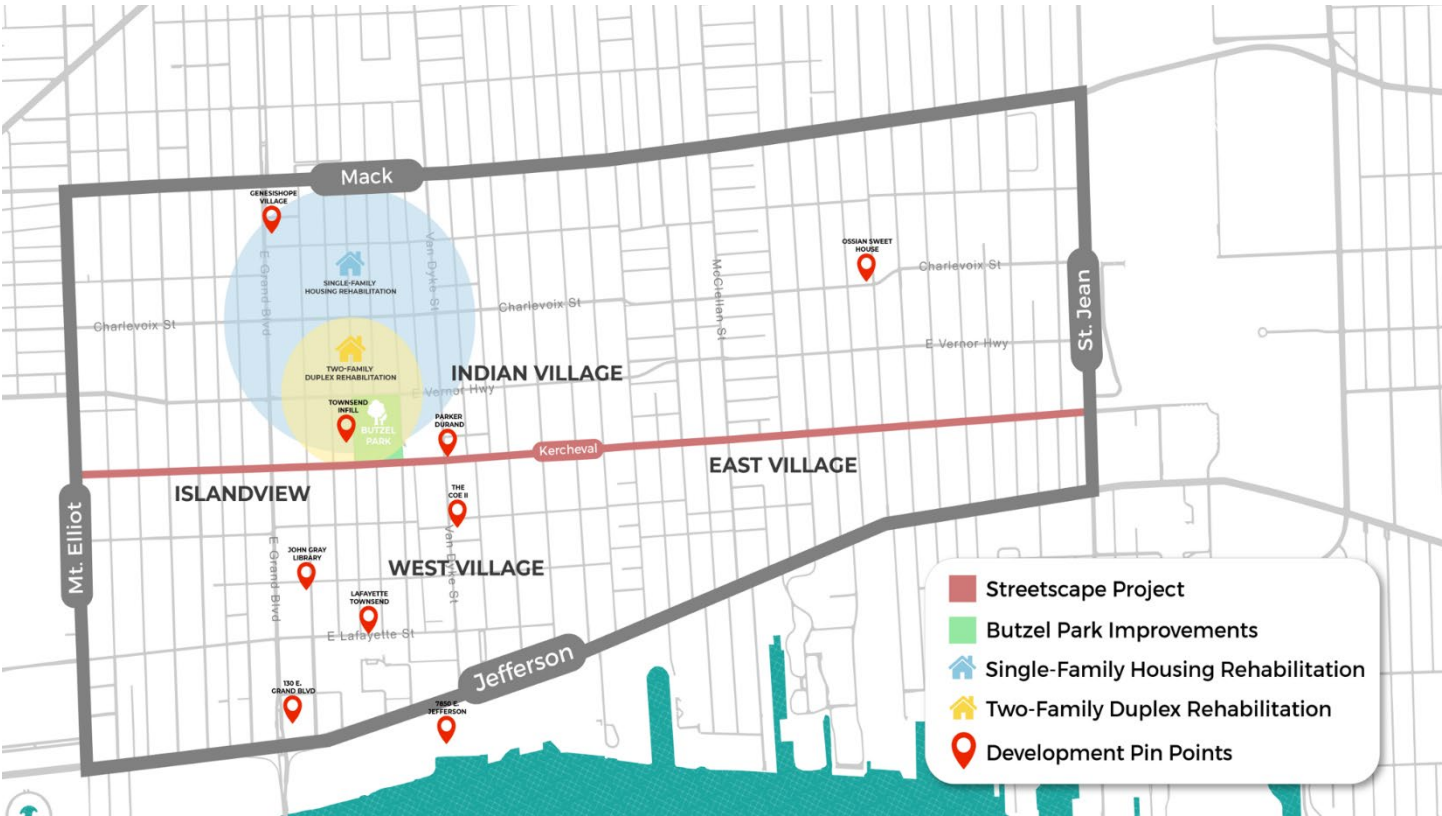 Mack
GENESISHOPE
VILLAGE
E Grand Blvd
Van Dyke St
SINGLE-FAMILY
HOUSING REHABILITATION
OSSIAN SWEET
HOUSE
Charlevoix St
McClellan St
St. Jean
Charlevoix St
Charlevoix St
E Vernor Hwy
TWO-FAMILY
DUPLEX REHABILITATION
INDIAN VILLAGE
E Vernor Hwy
TOWNSEND
INFILL
BUTZEL
PARK
PARKER
DURAND
Kercheval
EAST VILLAGE
ISLANDVIEW
THE
COE II
Mt. Elliot
E Grand Blvd
Van Dyke St
JOHN GRAY
LIBRARY
WEST VILLAGE
LAFAYETTE
TOWNSEND
E Lafayette St
Jefferson
130 E.
GRAND BLVD
7850 E.
JEFFERSON
Streetscape Project
Butzel Park Improvements
Single-Family Housing Rehabilitation
Two-Family Duplex Rehabilitation
Development Pin Points